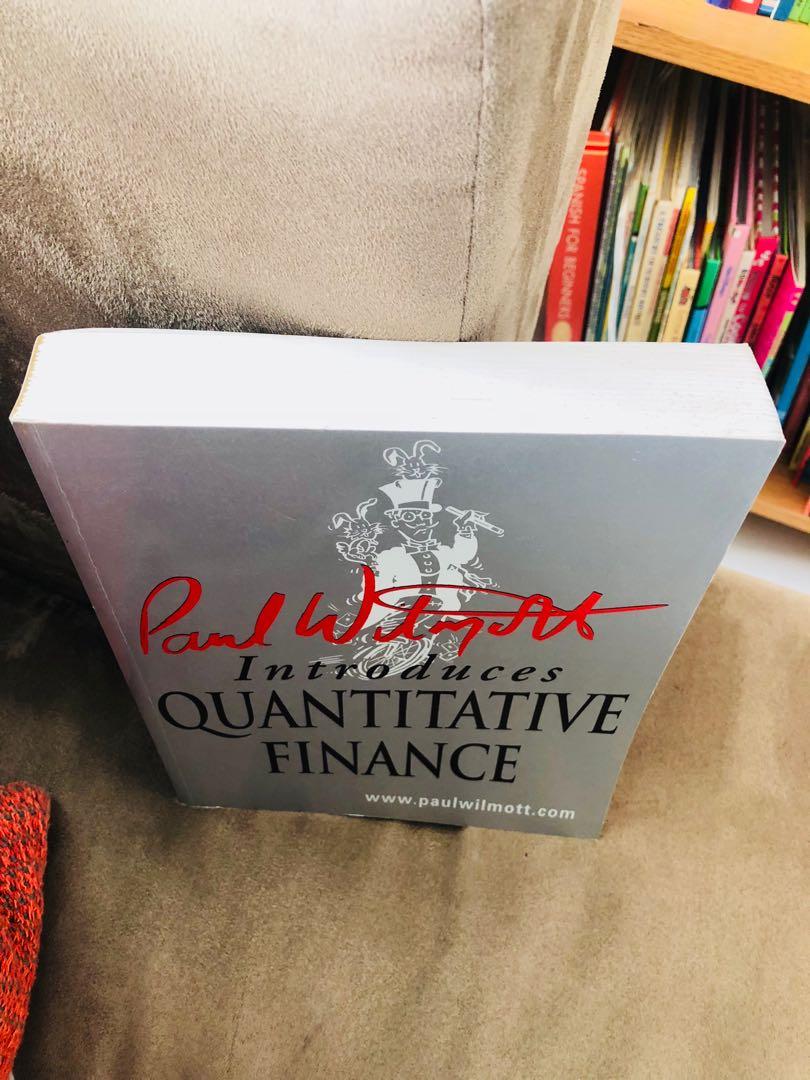 Paul Wilmott
Introduces
QUANTITATIVE
FINANCE
www.paulwilmott.com
SPANISH FOR BEGINNERS